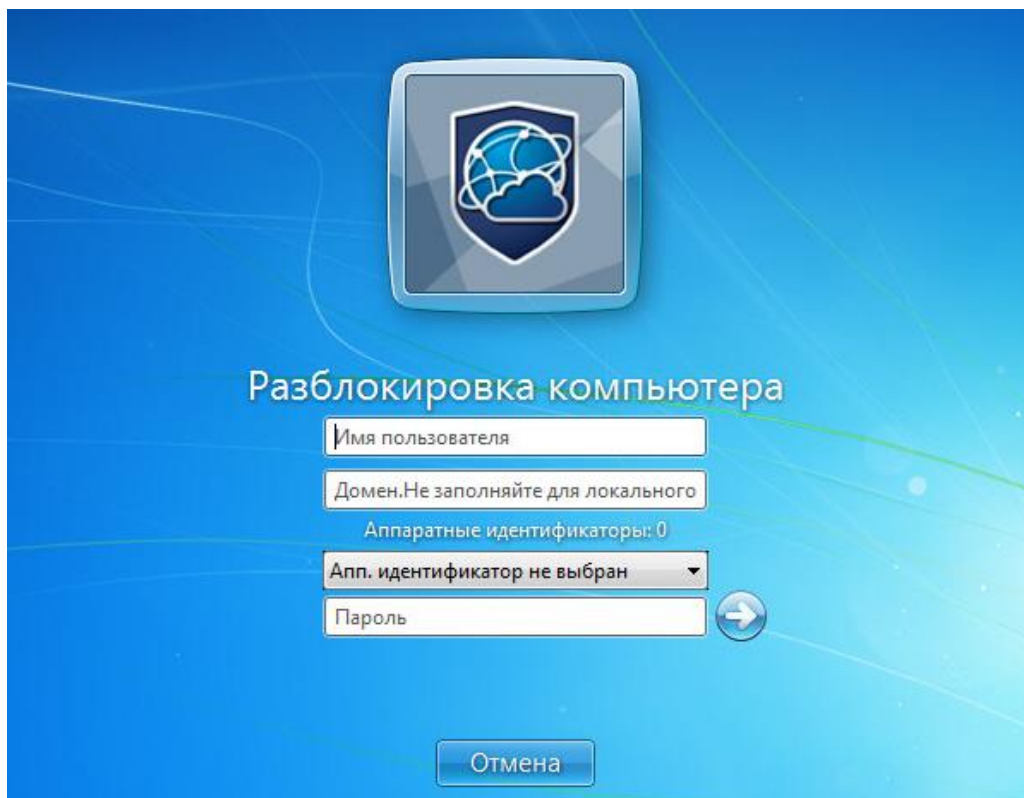 Разблокировка компьютера
Имя пользователя
Домен.Не заполняйте для локального
Аппаратные идентификаторы: 0
Апп. идентификатор не выбран
Пароль
Отмена